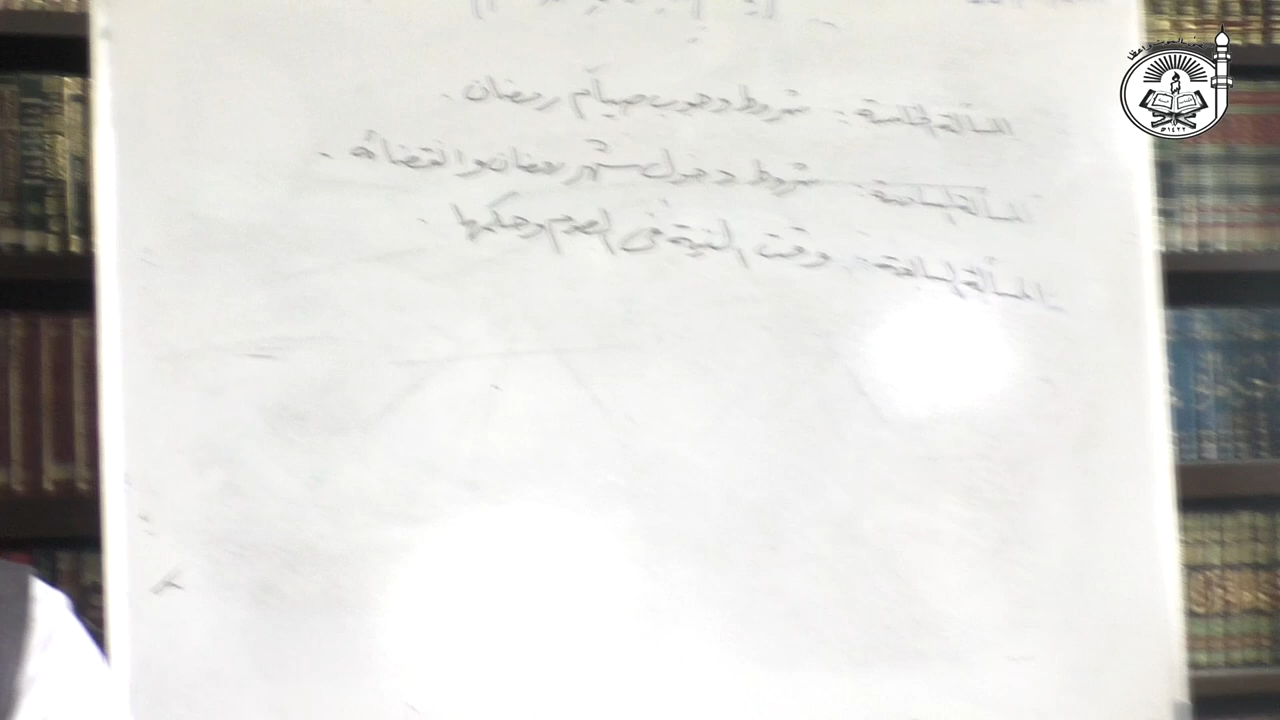 المسألة الخامسة: شروط وجوب صيام رمضان.
المسألة السادسة: شروط دخول شهر رمضان وانقضائه.
المسألة السابعة: وقت النية في الصوم وحكمها.
١٤٢٢م